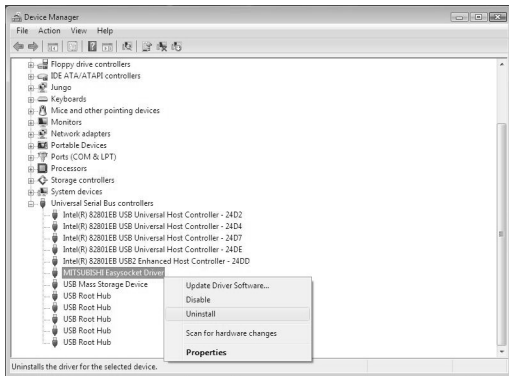 Device Manager
File Action View Help
Floppy drive controllers
IDE ATA/ATAPI controllers
Jungo
Keyboards
Mice and other pointing devices
Monitors
Network adapters
Portable Devices
Ports (COM & LPT)
Processors
Storage controllers
System devices
Universal Serial Bus controllers
Intel(R) 82801EB USB Universal Host Controller - 24D2
Intel(R) 82801EB USB Universal Host Controller - 24D4
Intel(R) 82801EB USB Universal Host Controller - 24D7
Intel(R) 82801EB USB Universal Host Controller - 24DE
Intel(R) 82801EB USB2 Enhanced Host Controller - 24DD
MITSUBISHI Easysocket Driver
USB Mass Storage Device
USB Root Hub
USB Root Hub
USB Root Hub
USB Root Hub
USB Root Hub
Update Driver Software...
Disable
Uninstall
Scan for hardware changes
Properties
Uninstalls the driver for the selected device.